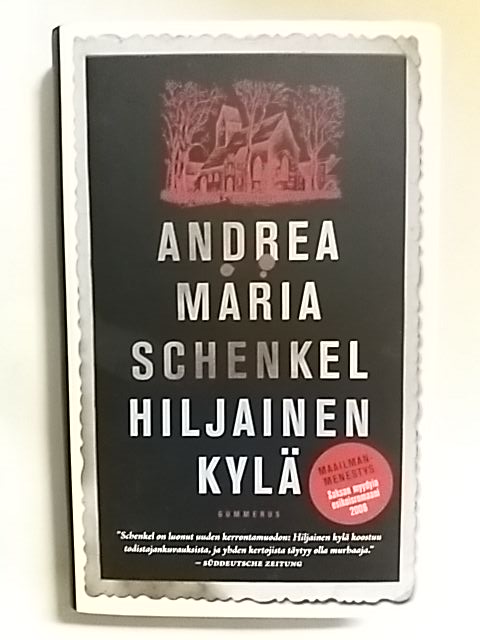 ANDREA
MARIA
SCHENKEL
HILJAINEN
KYLÄ
MAAILMAN-
MENESTYS
Saksan myydyin
esikoisromaani
2006
GUMMERUS
"Schenkel on luonut uuden kerrontamuodon: Hiljainen kylä koostuu
todistajankuvauksista, ja yhden kertojista täytyy olla murhaaja."
– SÜDDEUTSCHE ZEITUNG